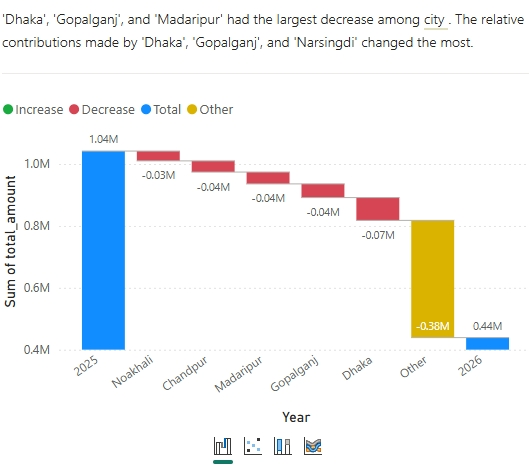 'Dhaka', 'Gopalganj', and 'Madaripur' had the largest decrease among city . The relative
contributions made by 'Dhaka', 'Gopalganj', and 'Narsingdi' changed the most.
Increase Decrease Total Other
1.04M
1.0M
-0.03M
-0.04M
-0.04M
-0.04M
-0.07M
0.8M
Sum of total_amount
0.6M
-0.38M
0.44M
0.4M
2025
Noakhali
Chandpur
Madaripur
Gopalganj
Dhaka
Other
2026
Year